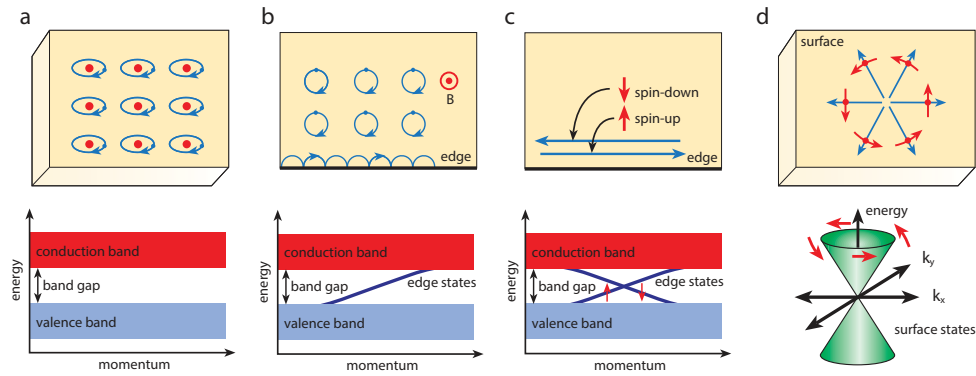 a
conduction band
band gap
valence band
energy
momentum
b
B
edge
conduction band
band gap
edge states
valence band
energy
momentum
c
spin-down
spin-up
edge
conduction band
band gap
edge states
valence band
energy
momentum
d
surface
energy
ky
kx
surface states